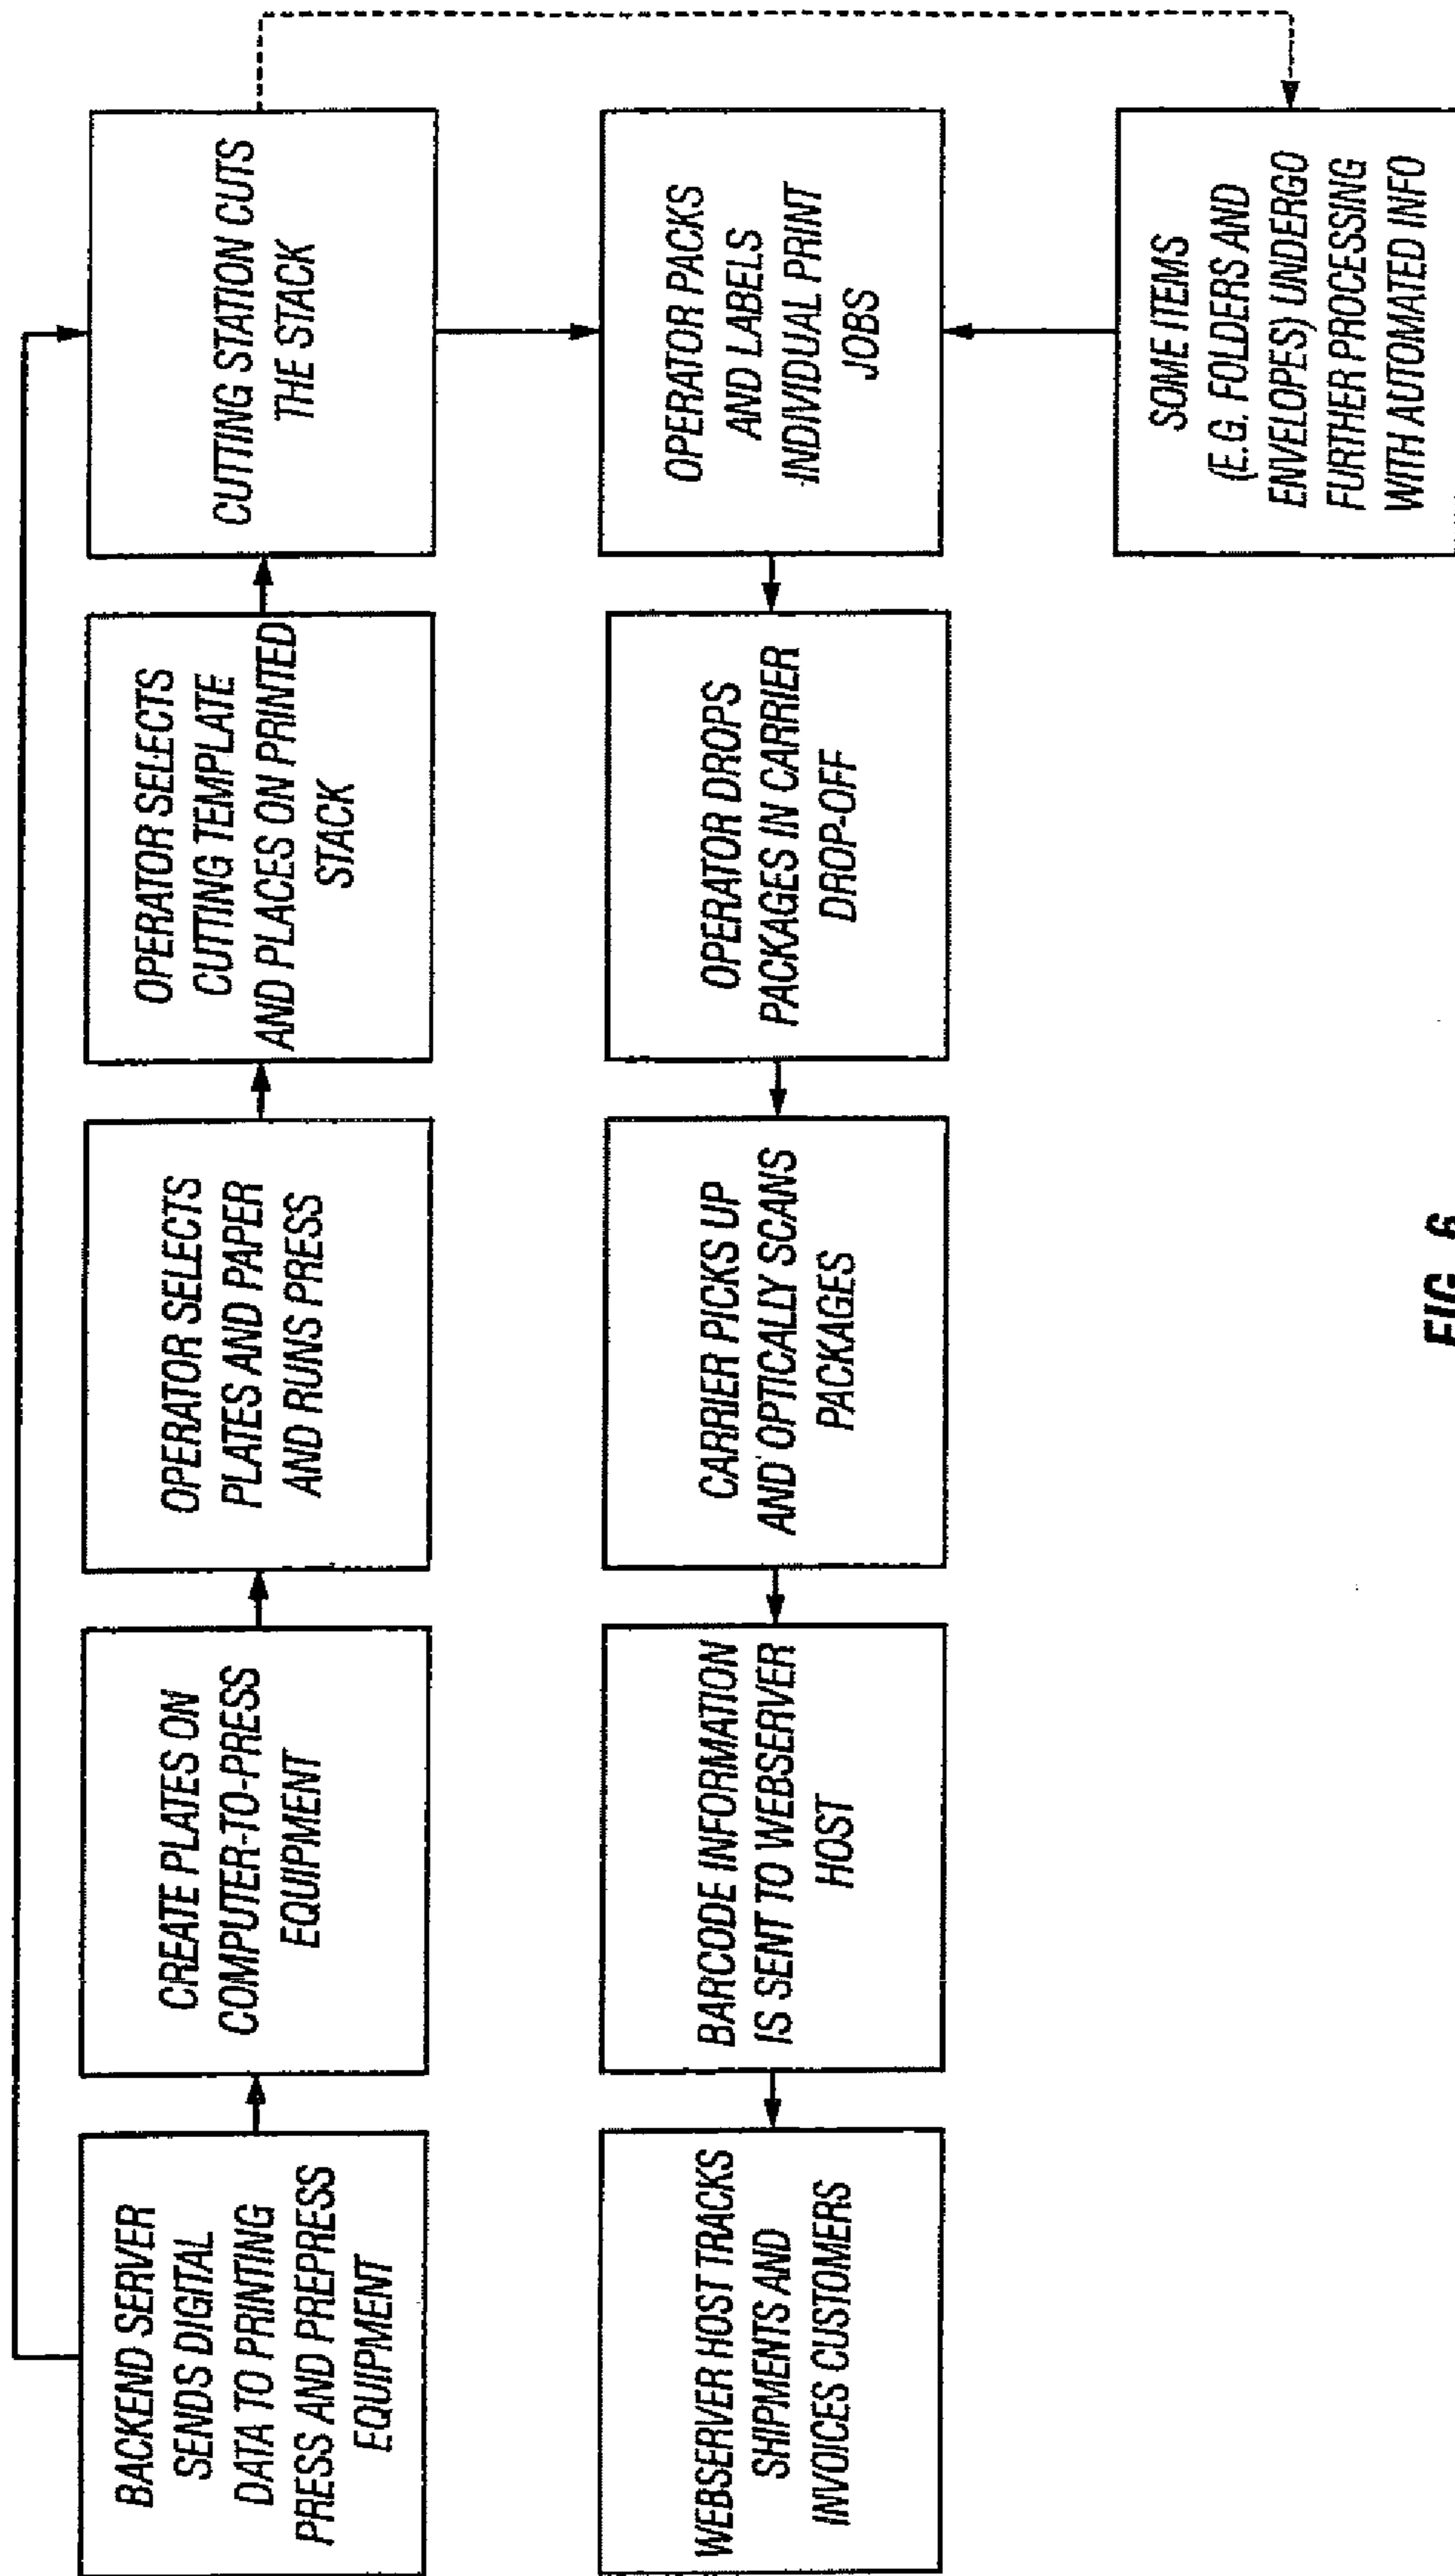 BACKEND SERVER
SENDS DIGITAL
DATA TO PRINTING
PRESS AND PREPRESS
EQUIPMENT
CREATE PLATES ON
COMPUTER-TO-PRESS
EQUIPMENT
OPERATOR SELECTS
PLATES AND PAPER
AND RUNS PRESS
OPERATOR SELECTS
CUTTING TEMPLATE
AND PLACES ON PRINTED
STACK
CUTTING STATION CUTS
THE STACK
WEBSERVER HOST TRACKS
SHIPMENTS AND
INVOICES CUSTOMERS
BARCODE INFORMATION
IS SENT TO WEBSERVER
HOST
CARRIER PICKS UP
AND OPTICALLY SCANS
PACKAGES
OPERATOR DROPS
PACKAGES IN CARRIER
DROP-OFF
OPERATOR PACKS
AND LABELS
INDIVIDUAL PRINT
JOBS
SOME ITEMS
(E.G. FOLDERS AND
ENVELOPES) UNDERGO
FURTHER PROCESSING
WITH AUTOMATED INFO
FIG. 6